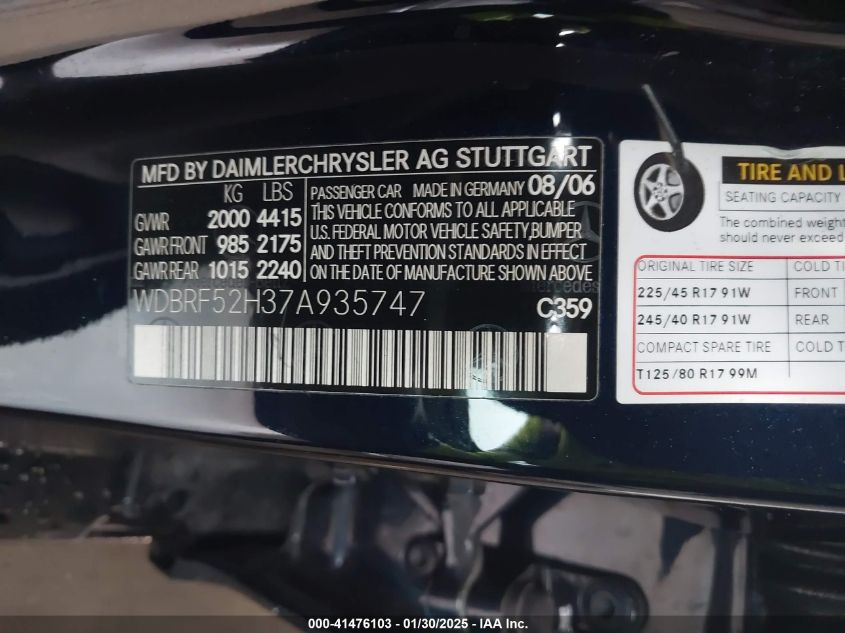 MFD BY DAIMLERCHRYSLER AG STUTTGART
KG LBS
GVWR 2000 4415
GAWR FRONT 985 2175
GAWR REAR 1015 2240
PASSENGER CAR MADE IN GERMANY 08/06
THIS VEHICLE CONFORMS TO ALL APPLICABLE
U.S. FEDERAL MOTOR VEHICLE SAFETY,BUMPER
AND THEFT PREVENTION STANDARDS IN EFFECT
ON THE DATE OF MANUFACTURE SHOWN ABOVE
WDBRF52H37A935747 C359
TIRE AND L
SEATING CAPACITY
The combined weight
should never exceed
ORIGINAL TIRE SIZE COLD T
225/45 R17 91W FRONT
245/40 R17 91W REAR
COMPACT SPARE TIRE COLD T
T125/80 R17 99M
000-41476103 - 01/30/2025 - IAA Inc.